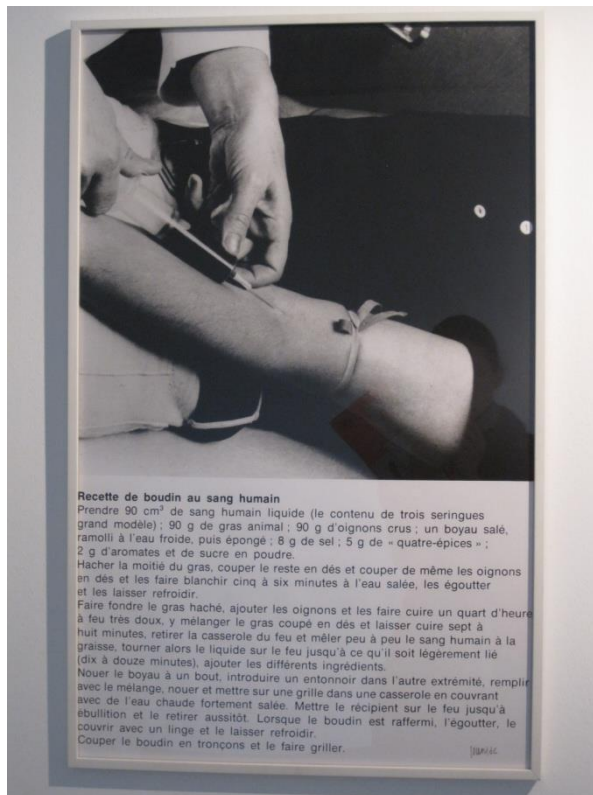 Recette de boudin au sang humain
Prendre 90 cm³ de sang humain liquide (le contenu de trois seringues
grand modèle) ; 90 g de gras animal ; 90 g d'oignons crus ; un boyau salé,
ramolli à l'eau froide, puis épongé ; 8 g de sel ; 5 g de « quatre-épices » ;
2 g d'aromates et de sucre en poudre.
Hacher la moitié du gras, couper le reste en dés et couper de même les oignons
en dés et les faire blanchir cinq à six minutes à l'eau salée, les égoutter
et les laisser refroidir.
Faire fondre le gras haché, ajouter les oignons et les faire cuire un quart d'heure
à feu très doux, y mélanger le gras coupé en dés et laisser cuire sept à
huit minutes, retirer la casserole du feu et mêler peu à peu le sang humain à la
graisse, tourner alors le liquide sur le feu jusqu'à ce qu'il soit légèrement lié
(dix à douze minutes), ajouter les différents ingrédients.
Nouer le boyau à un bout, introduire un entonnoir dans l'autre extrémité, remplir
avec le mélange, nouer et mettre sur une grille dans une casserole en couvrant
avec de l'eau chaude fortement salée. Mettre le récipient sur le feu jusqu'à
ébullition et le retirer aussitôt. Lorsque le boudin est raffermi, l'égoutter, le
couvrir avec un linge et le laisser refroidir.
Couper le boudin en tronçons et le faire griller.